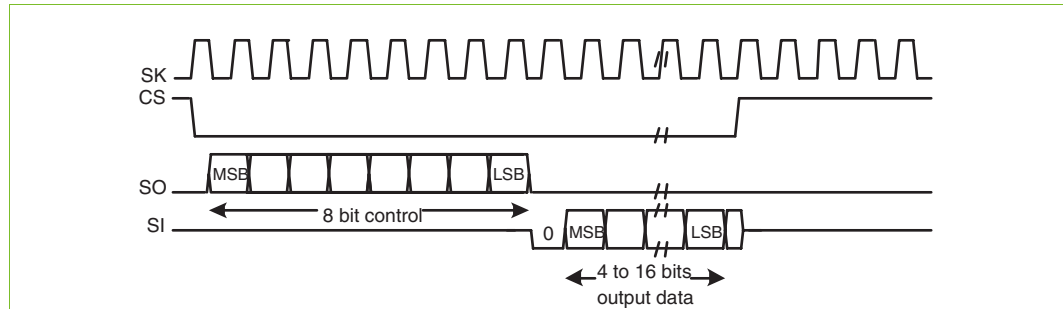 SK
CS
SO
MSB
LSB
8 bit control
SI
0
MSB
LSB
4 to 16 bits
output data